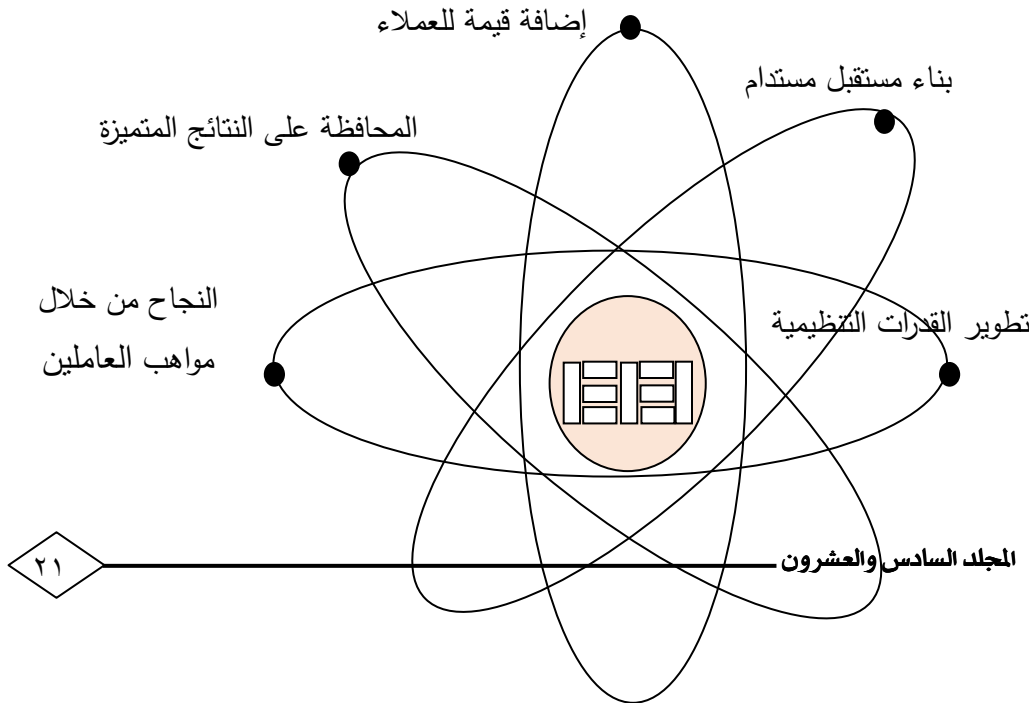 إضافة قيمة للعملاء
بناء مستقبل مستدام
المحافظة على النتائج المتميزة
النجاح من خلال
مواهب العاملين
تطوير القدرات التنظيمية
المجلد السادس والعشرون
٢١